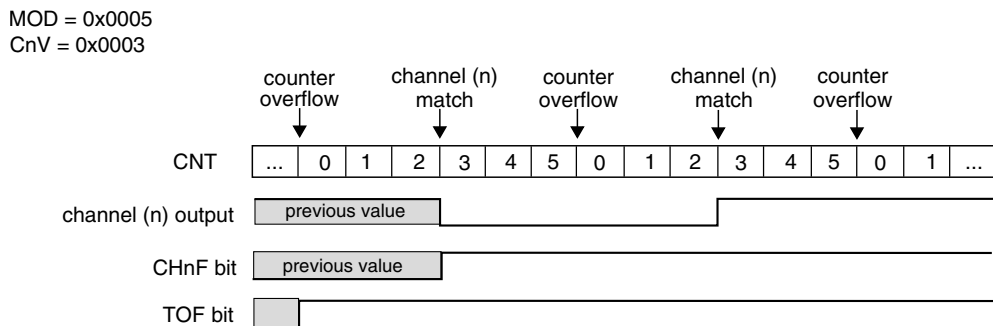 MOD = 0x0005
CnV = 0x0003
counter overflow
channel (n) match
counter overflow
channel (n) match
counter overflow
CNT ... 0 1 2 3 4 5 0 1 2 3 4 5 0 1 ...
channel (n) output previous value
CHnF bit previous value
TOF bit